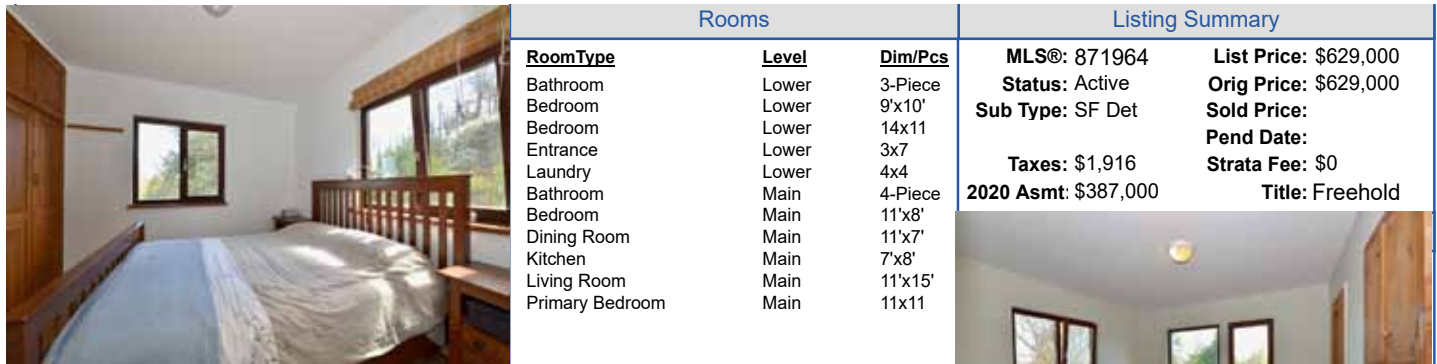 Rooms
RoomType Level Dim/Pcs
Bathroom Lower 3-Piece
Bedroom Lower 9'x10'
Bedroom Lower 14x11
Entrance Lower 3x7
Laundry Lower 4x4
Bathroom Main 4-Piece
Bedroom Main 11'x8'
Dining Room Main 11'x7'
Kitchen Main 7'x8'
Living Room Main 11'x15'
Primary Bedroom Main 11x11
Listing Summary
MLS®: 871964 List Price: $629,000
Status: Active Orig Price: $629,000
Sub Type: SF Det Sold Price:
Pend Date:
Taxes: $1,916 Strata Fee: $0
2020 Asmt: $387,000 Title: Freehold